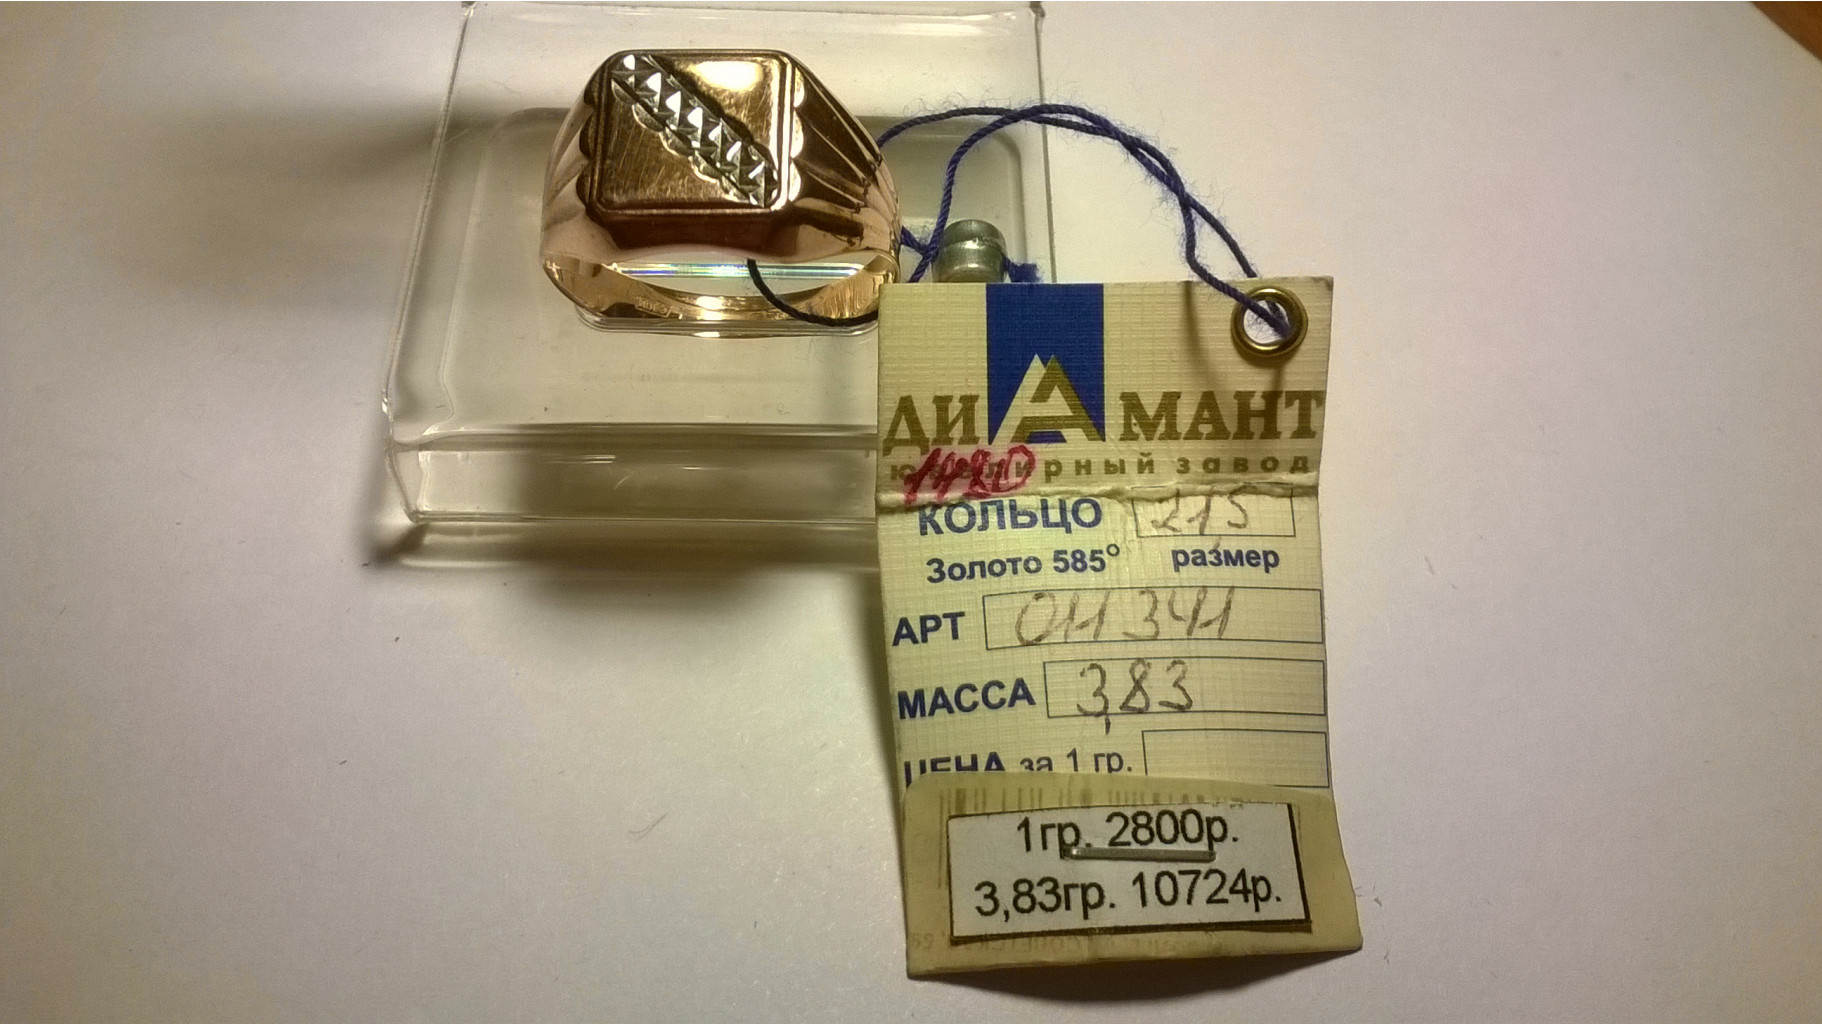 ДИАМАНТ
ювелирный завод
1480
КОЛЬЦО 21,5
Золото 585° размер
АРТ 011341
МАССА 3,83
ЦЕНА за 1 гр.
1гр. 2800р.
3,83гр. 10724р.